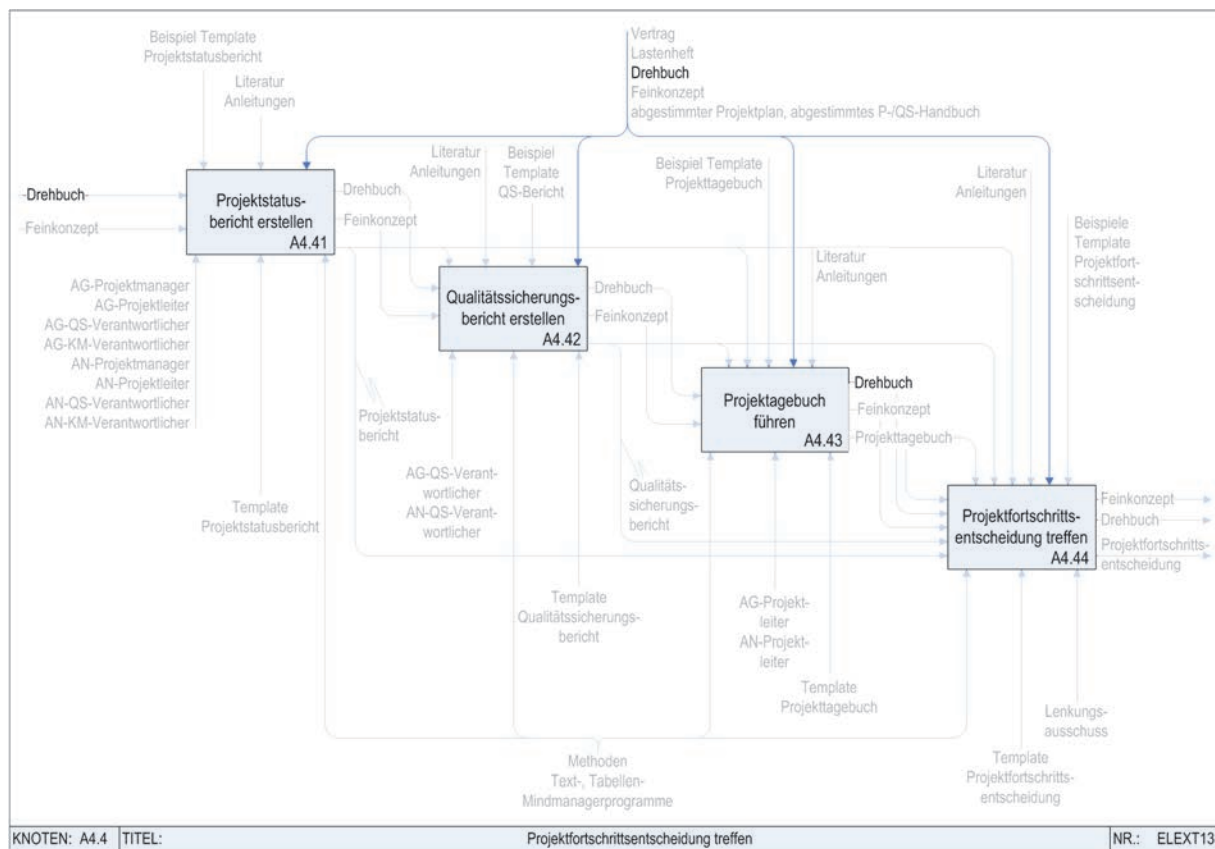 Beispiel Template
Projektstatusbericht
Literatur
Anleitungen
Vertrag
Lastenheft
Drehbuch
Feinkonzept
abgestimmter Projektplan, abgestimmtes P-/QS-Handbuch
Drehbuch
Feinkonzept
Projektstatus-
bericht erstellen
A4.41
Drehbuch
Feinkonzept
Literatur
Anleitungen
Beispiel
Template
QS-Bericht
Beispiel Template
Projekttagebuch
Literatur
Anleitungen
Literatur
Anleitungen
Beispiele
Template
Projektfort-
schrittsent-
scheidung
AG-Projektmanager
AG-Projektleiter
AG-QS-Verantwortlicher
AG-KM-Verantwortlicher
AN-Projektmanager
AN-Projektleiter
AN-QS-Verantwortlicher
AN-KM-Verantwortlicher
Qualitätssicherungs-
bericht erstellen
A4.42
Drehbuch
Feinkonzept
Projektstatus-
bericht
Projektagebuch
führen
A4.43
Drehbuch
Feinkonzept
Projekttagebuch
AG-QS-Verant-
wortlicher
AN-QS-Verant-
wortlicher
Qualitäts-
sicherungs-
bericht
Template
Projektstatusbericht
Projektfortschritts-
entscheidung treffen
A4.44
Feinkonzept
Drehbuch
Projektfortschritts-
entscheidung
Template
Qualitätssicherungs-
bericht
AG-Projekt-
leiter
AN-Projekt-
leiter
Template
Projekttagebuch
Lenkungs-
ausschuss
Template
Projektfortschritts-
entscheidung
Methoden
Text-, Tabellen-
Mindmanagerprogramme
KNOTEN: A4.4 TITEL: Projektfortschrittsentscheidung treffen NR.: ELEXT13